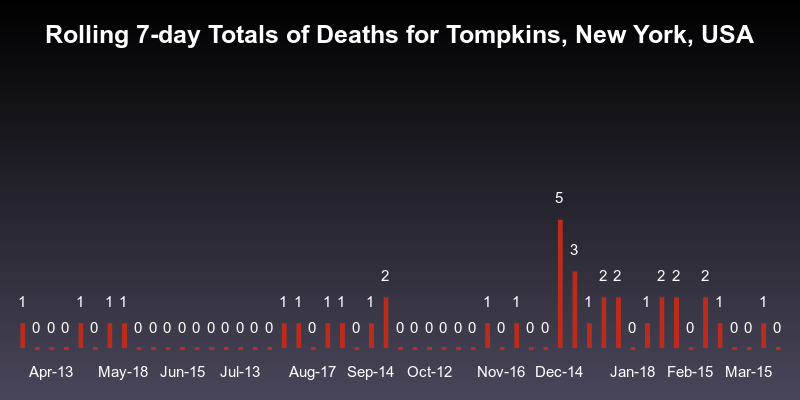 Rolling 7-day Totals of Deaths for Tompkins, New York, USA
1 0 0 0 1 0 1 1 0 0 0 0 0 0 0 0 0 0 1 1 0 1 1 0 1 2 0 0 0 0 0 0 1 0 1 0 0 5 3 1 2 2 0 1 2 2 0 2 1 0 0 1 0
Apr-13 May-18 Jun-15 Jul-13 Aug-17 Sep-14 Oct-12 Nov-16 Dec-14 Jan-18 Feb-15 Mar-15